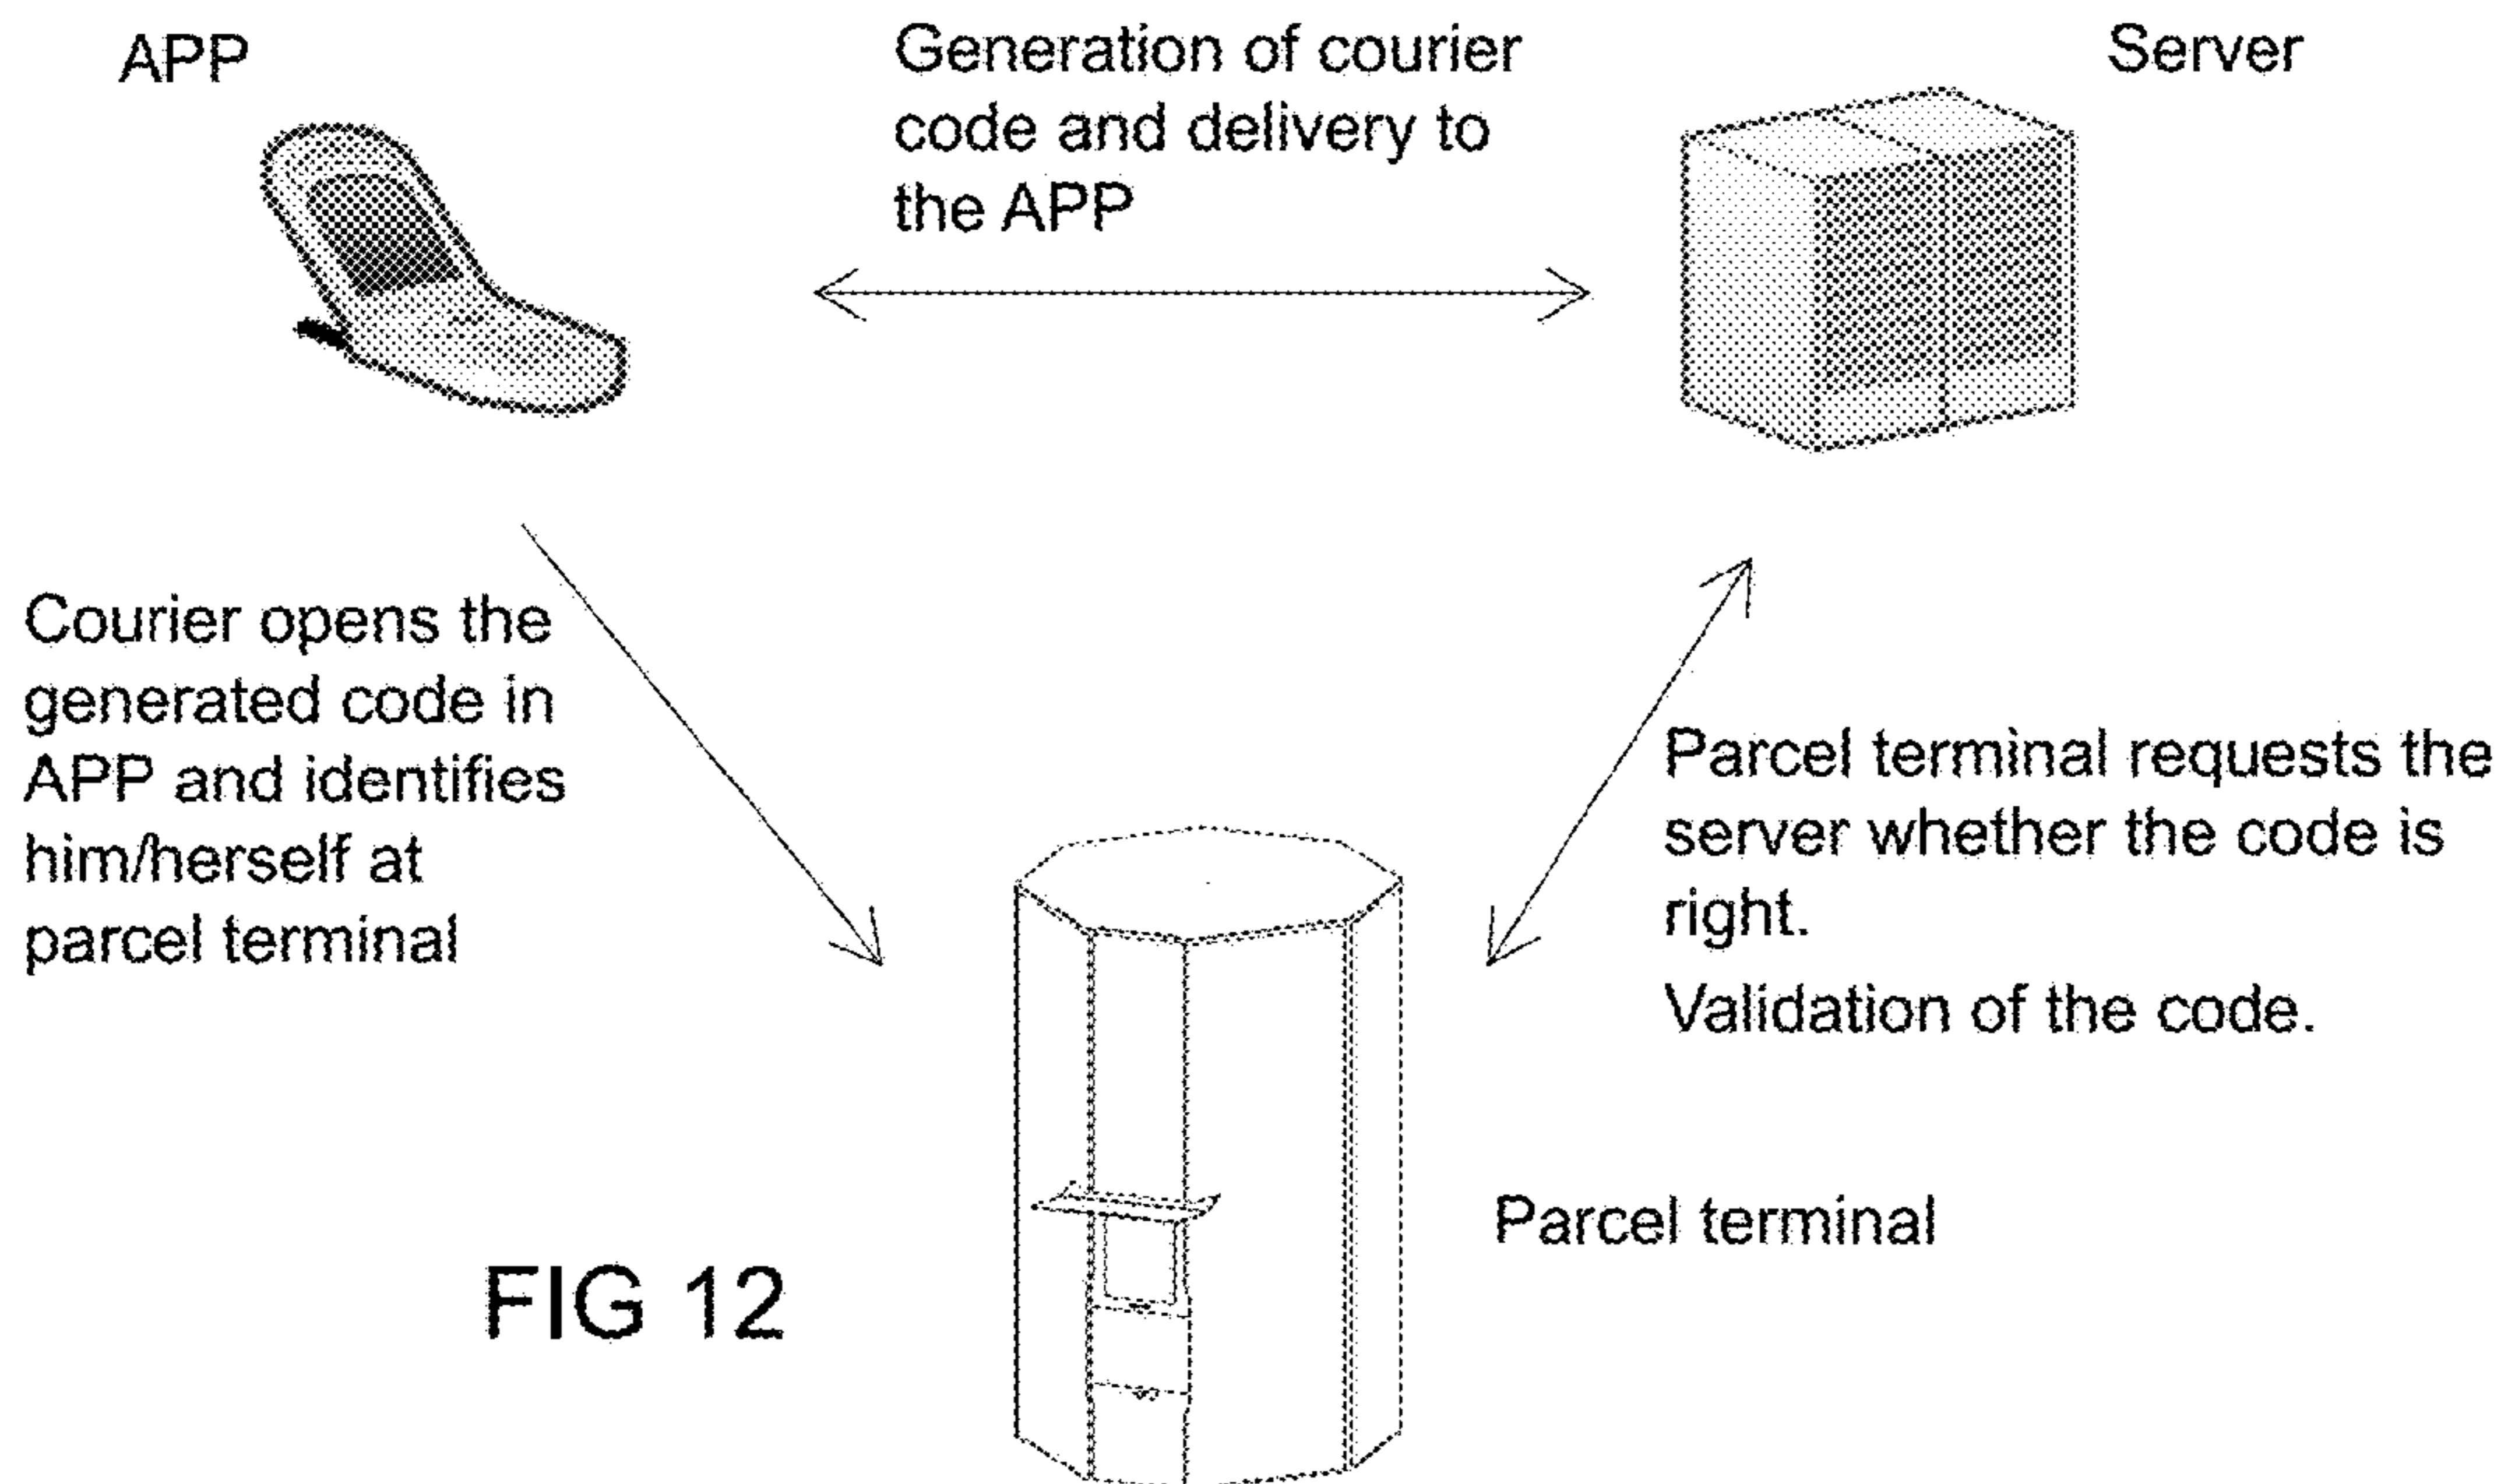 APP
Generation of courier
code and delivery to
the APP
Server
Courier opens the
generated code in
APP and identifies
him/herself at
parcel terminal
Parcel terminal requests the
server whether the code is
right.
Validation of the code.
Parcel terminal
FIG 12